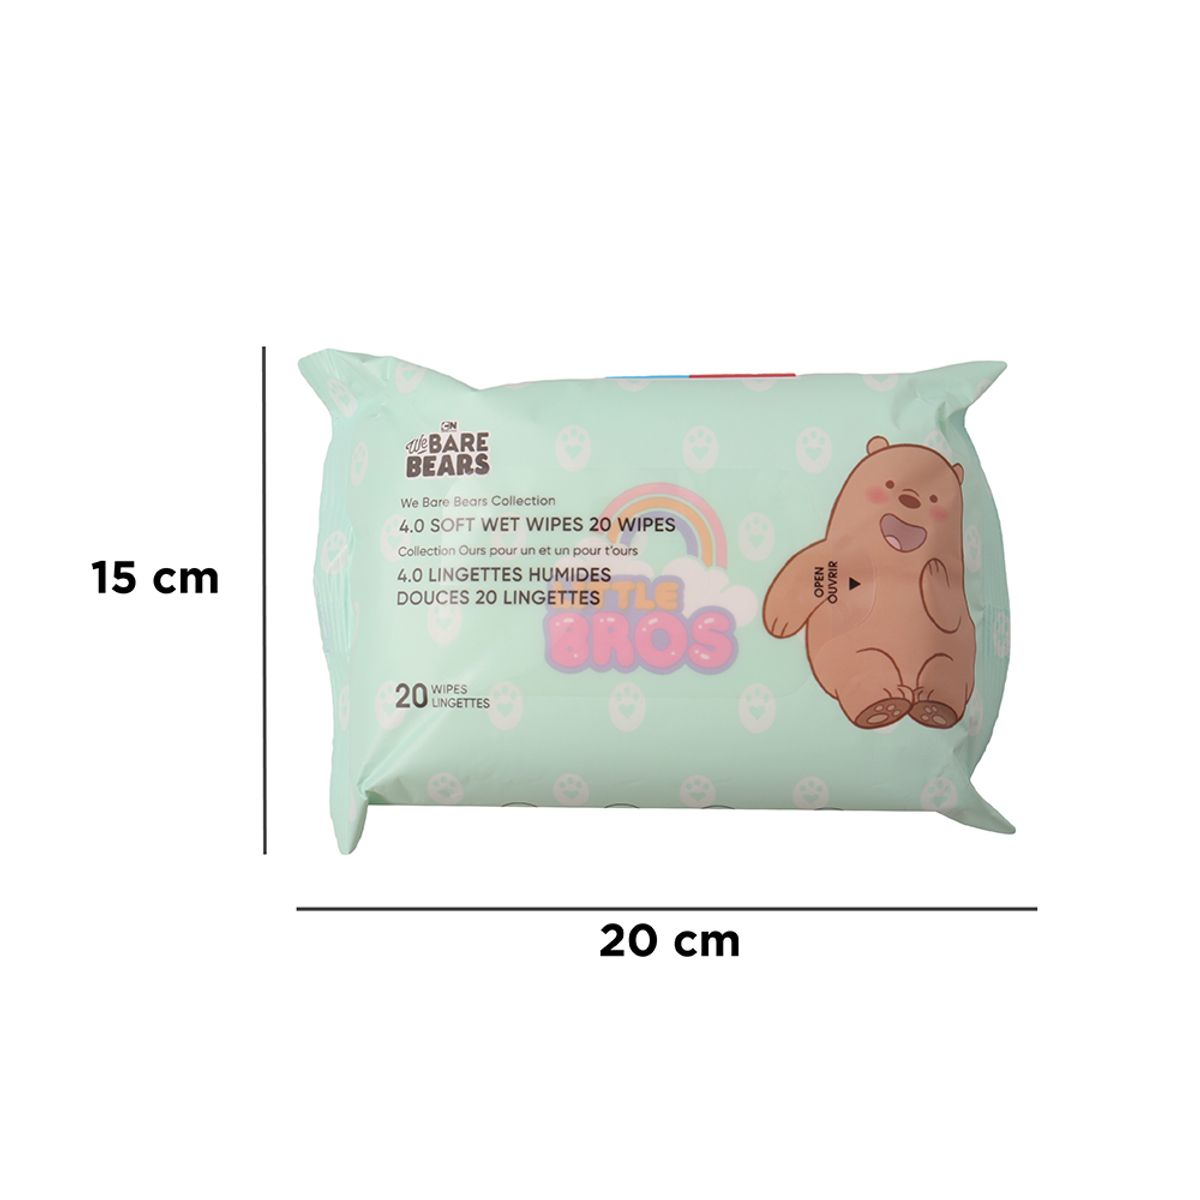 CN
We BARE
BEARS
We Bare Bears Collection
4.0 SOFT WET WIPES 20 WIPES
Collection Ours pour un et un pour t'ours
4.0 LINGETTES HUMIDES
DOUCES 20 LINGETTES
LITTLE
BROS
20 WIPES
LINGETTES
OPEN
OUVRIR
15 cm
20 cm